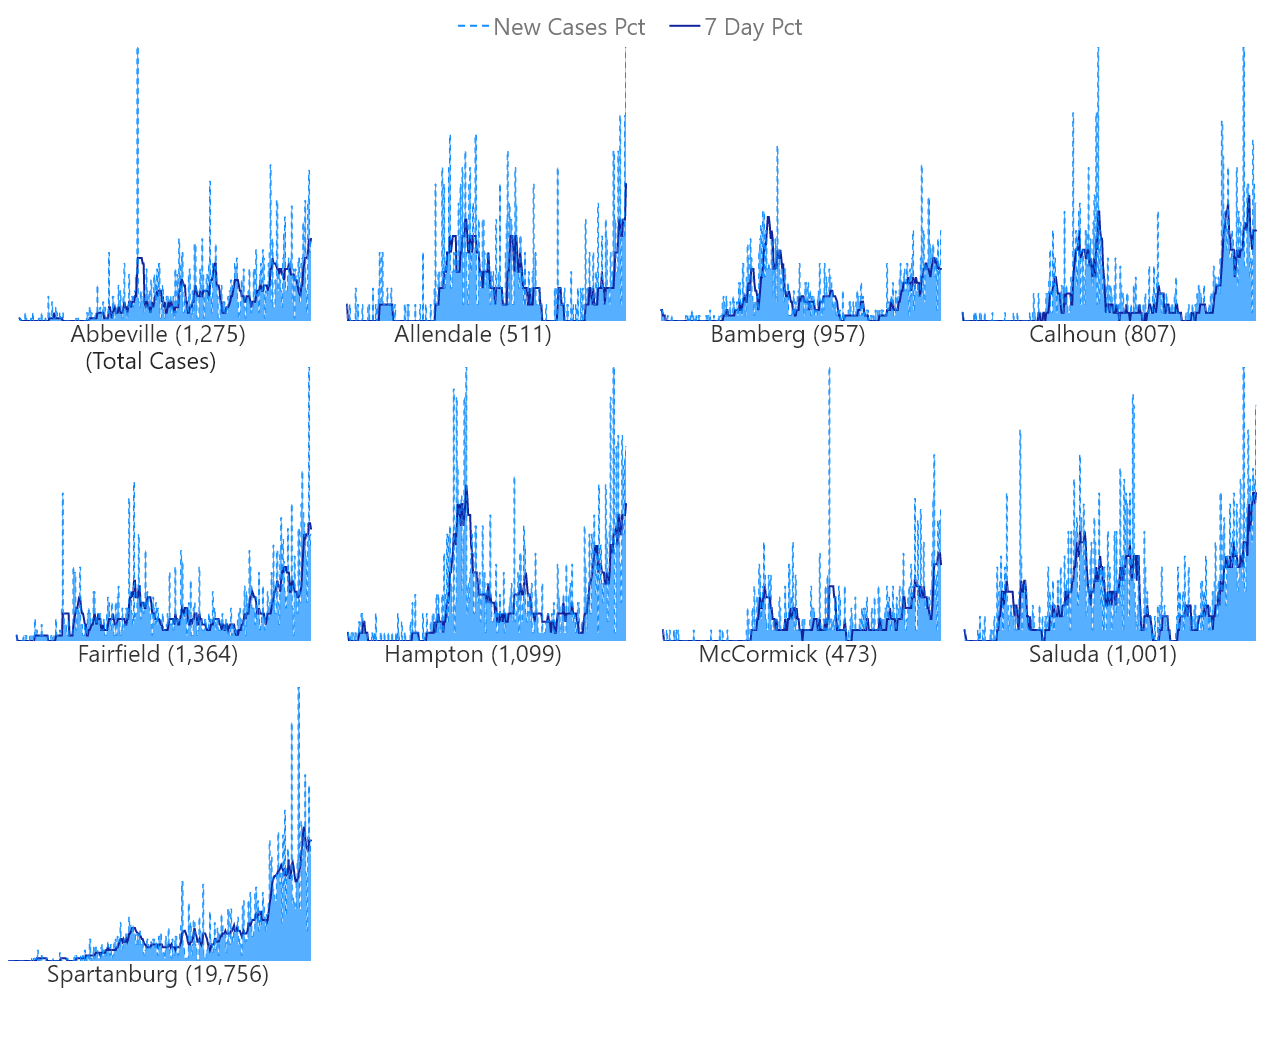 New Cases Pct 7 Day Pct
Abbeville (1,275) Allendale (511) Bamberg (957) Calhoun (807)
(Total Cases)
Fairfield (1,364) Hampton (1,099) McCormick (473) Saluda (1,001)
Spartanburg (19,756)